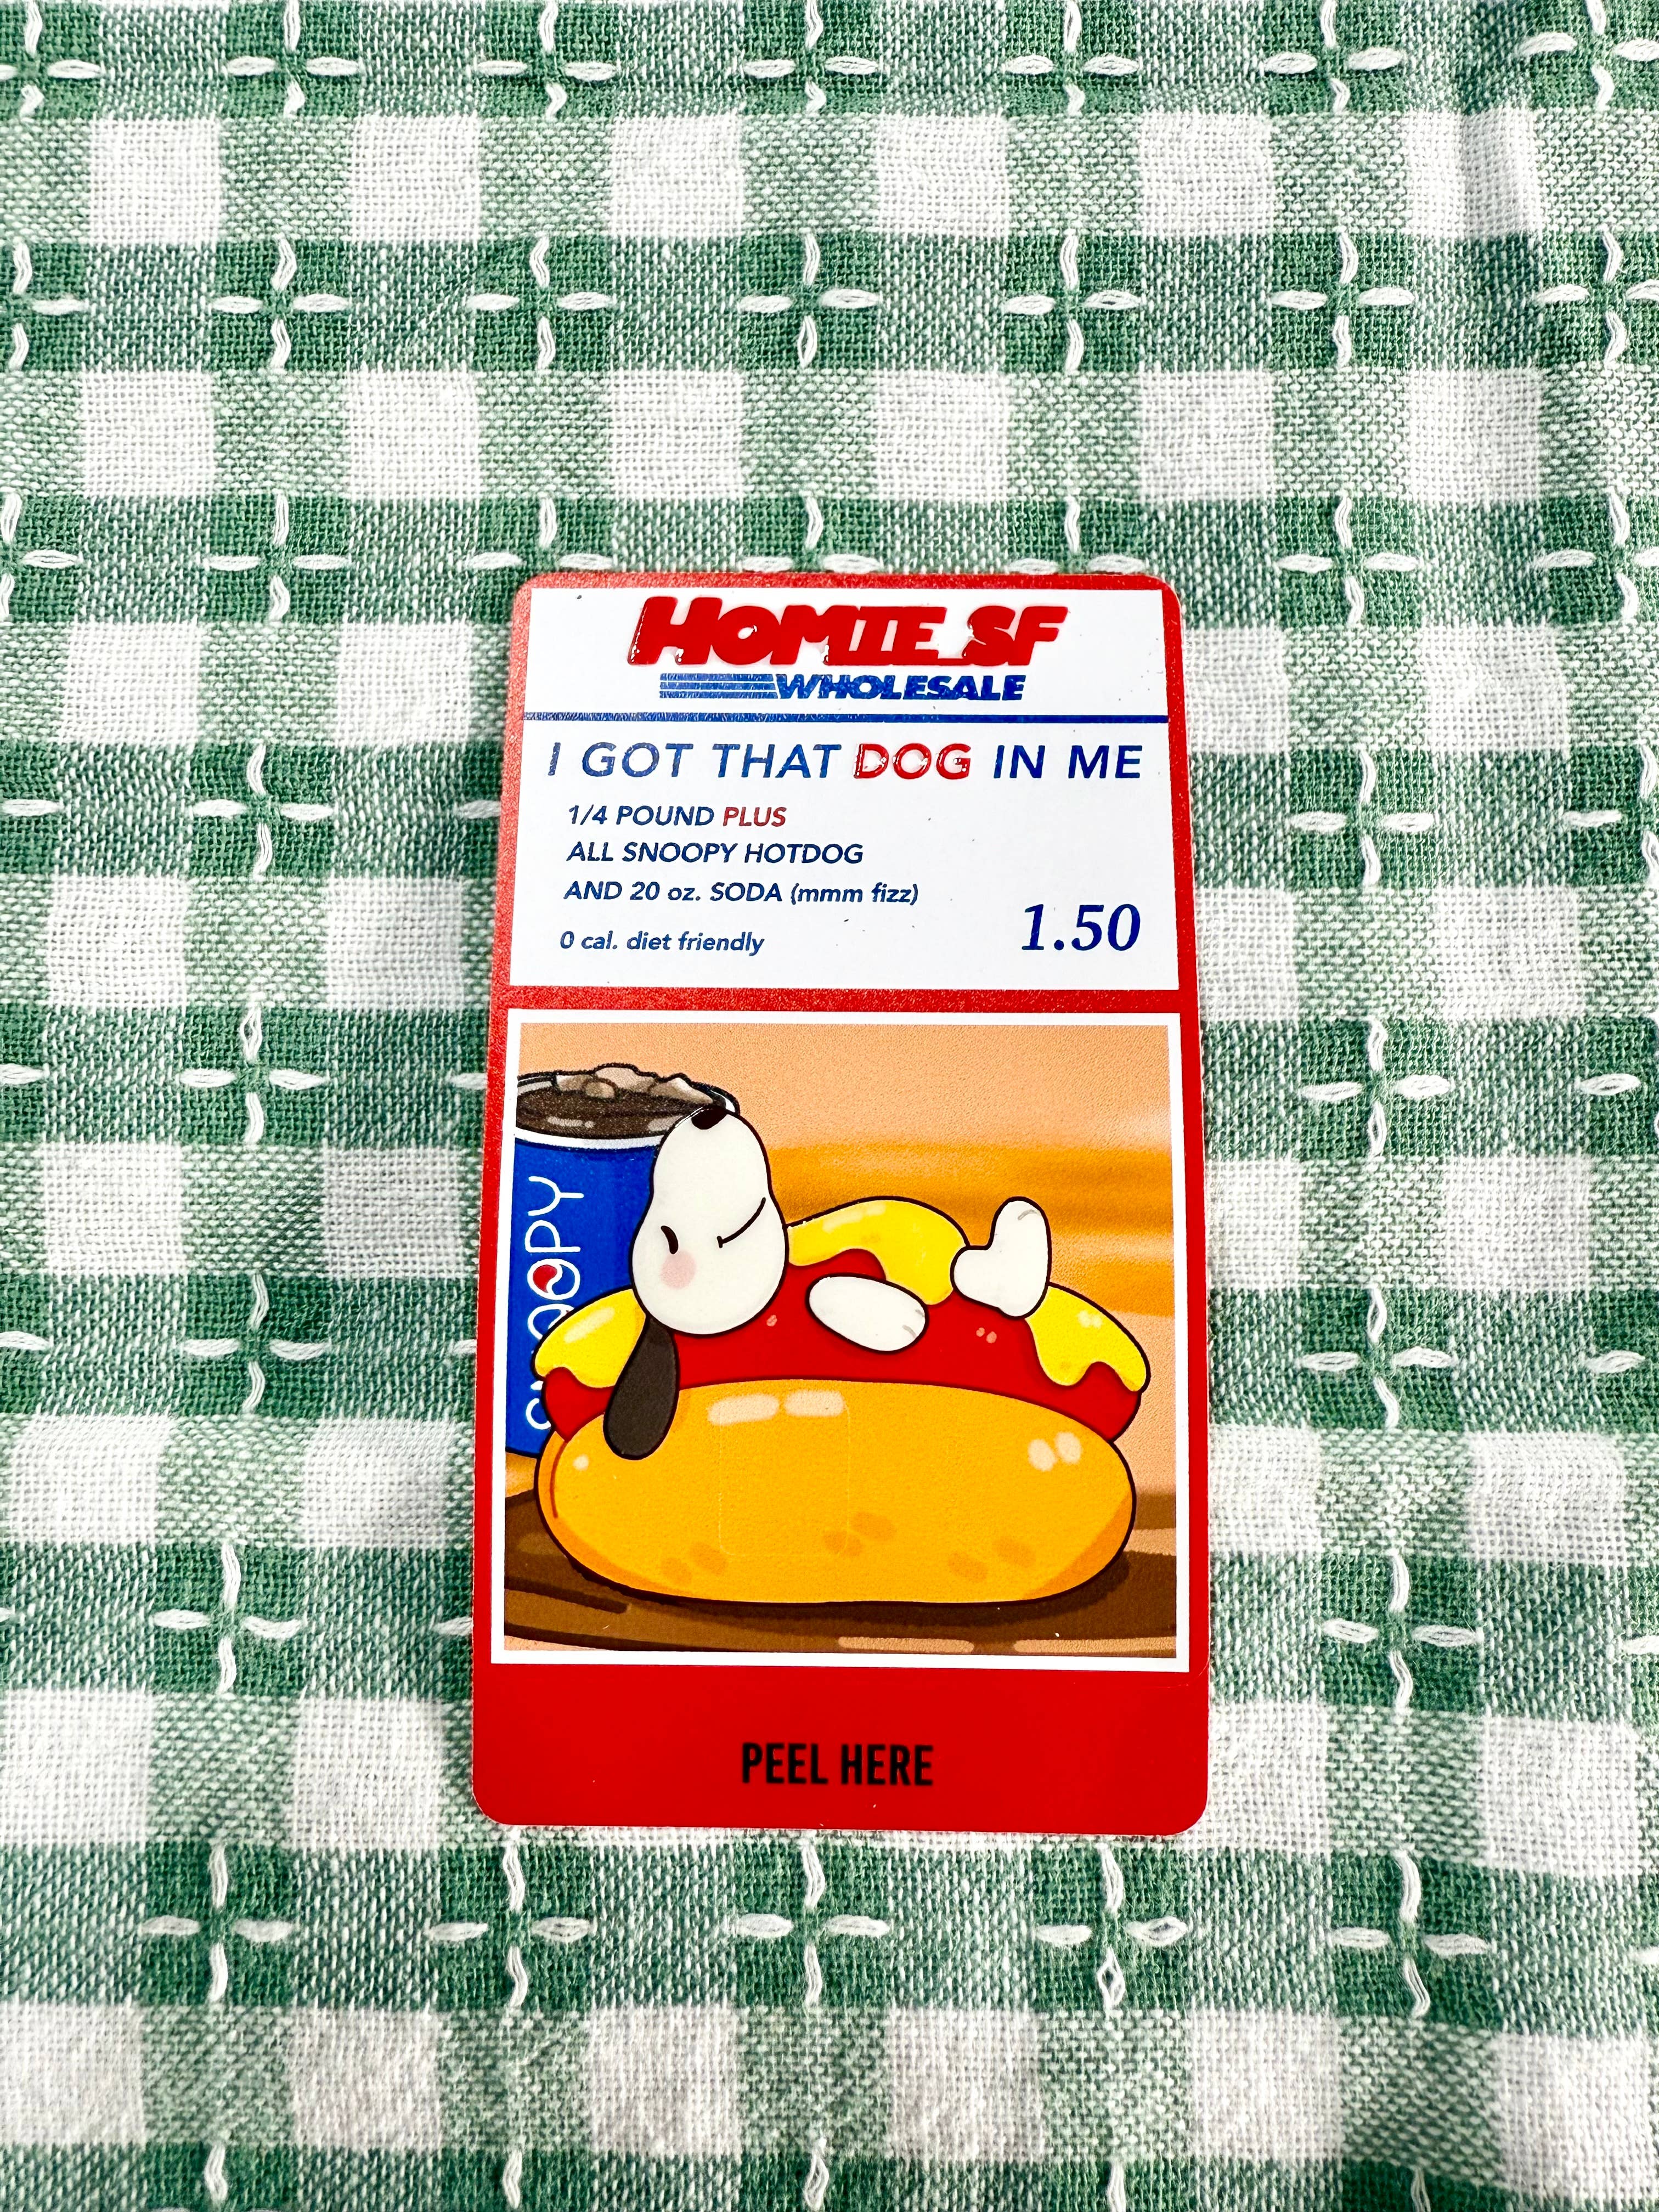 HOMIE SF
WHOLESALE
I GOT THAT DOG IN ME
1/4 POUND PLUS
ALL SNOOPY HOTDOG
AND 20 oz. SODA (mmm fizz)
0 cal. diet friendly
1.50
SNOOPY
PEEL HERE